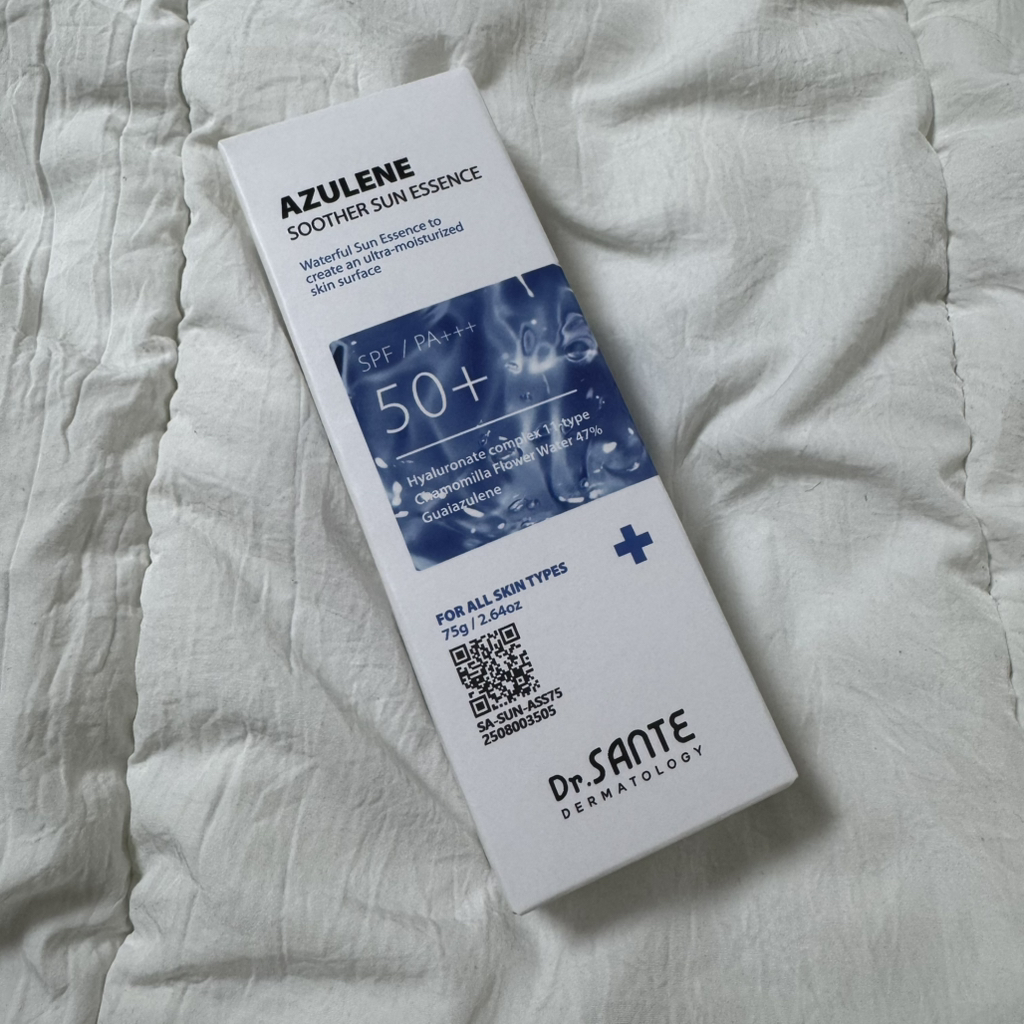 AZULENE
SOOTHER SUN ESSENCE
Waterful Sun Essence to
create an ultra-moisturized
skin surface
SPF / PA+++
50+
Hyaluronate complex 11-type
Chamomilla Flower Water 47%
Guaiazulene
FOR ALL SKIN TYPES
75g / 2.64oz
SA-SUN-ASS75
2508003505
Dr.SANTE
DERMATOLOGY